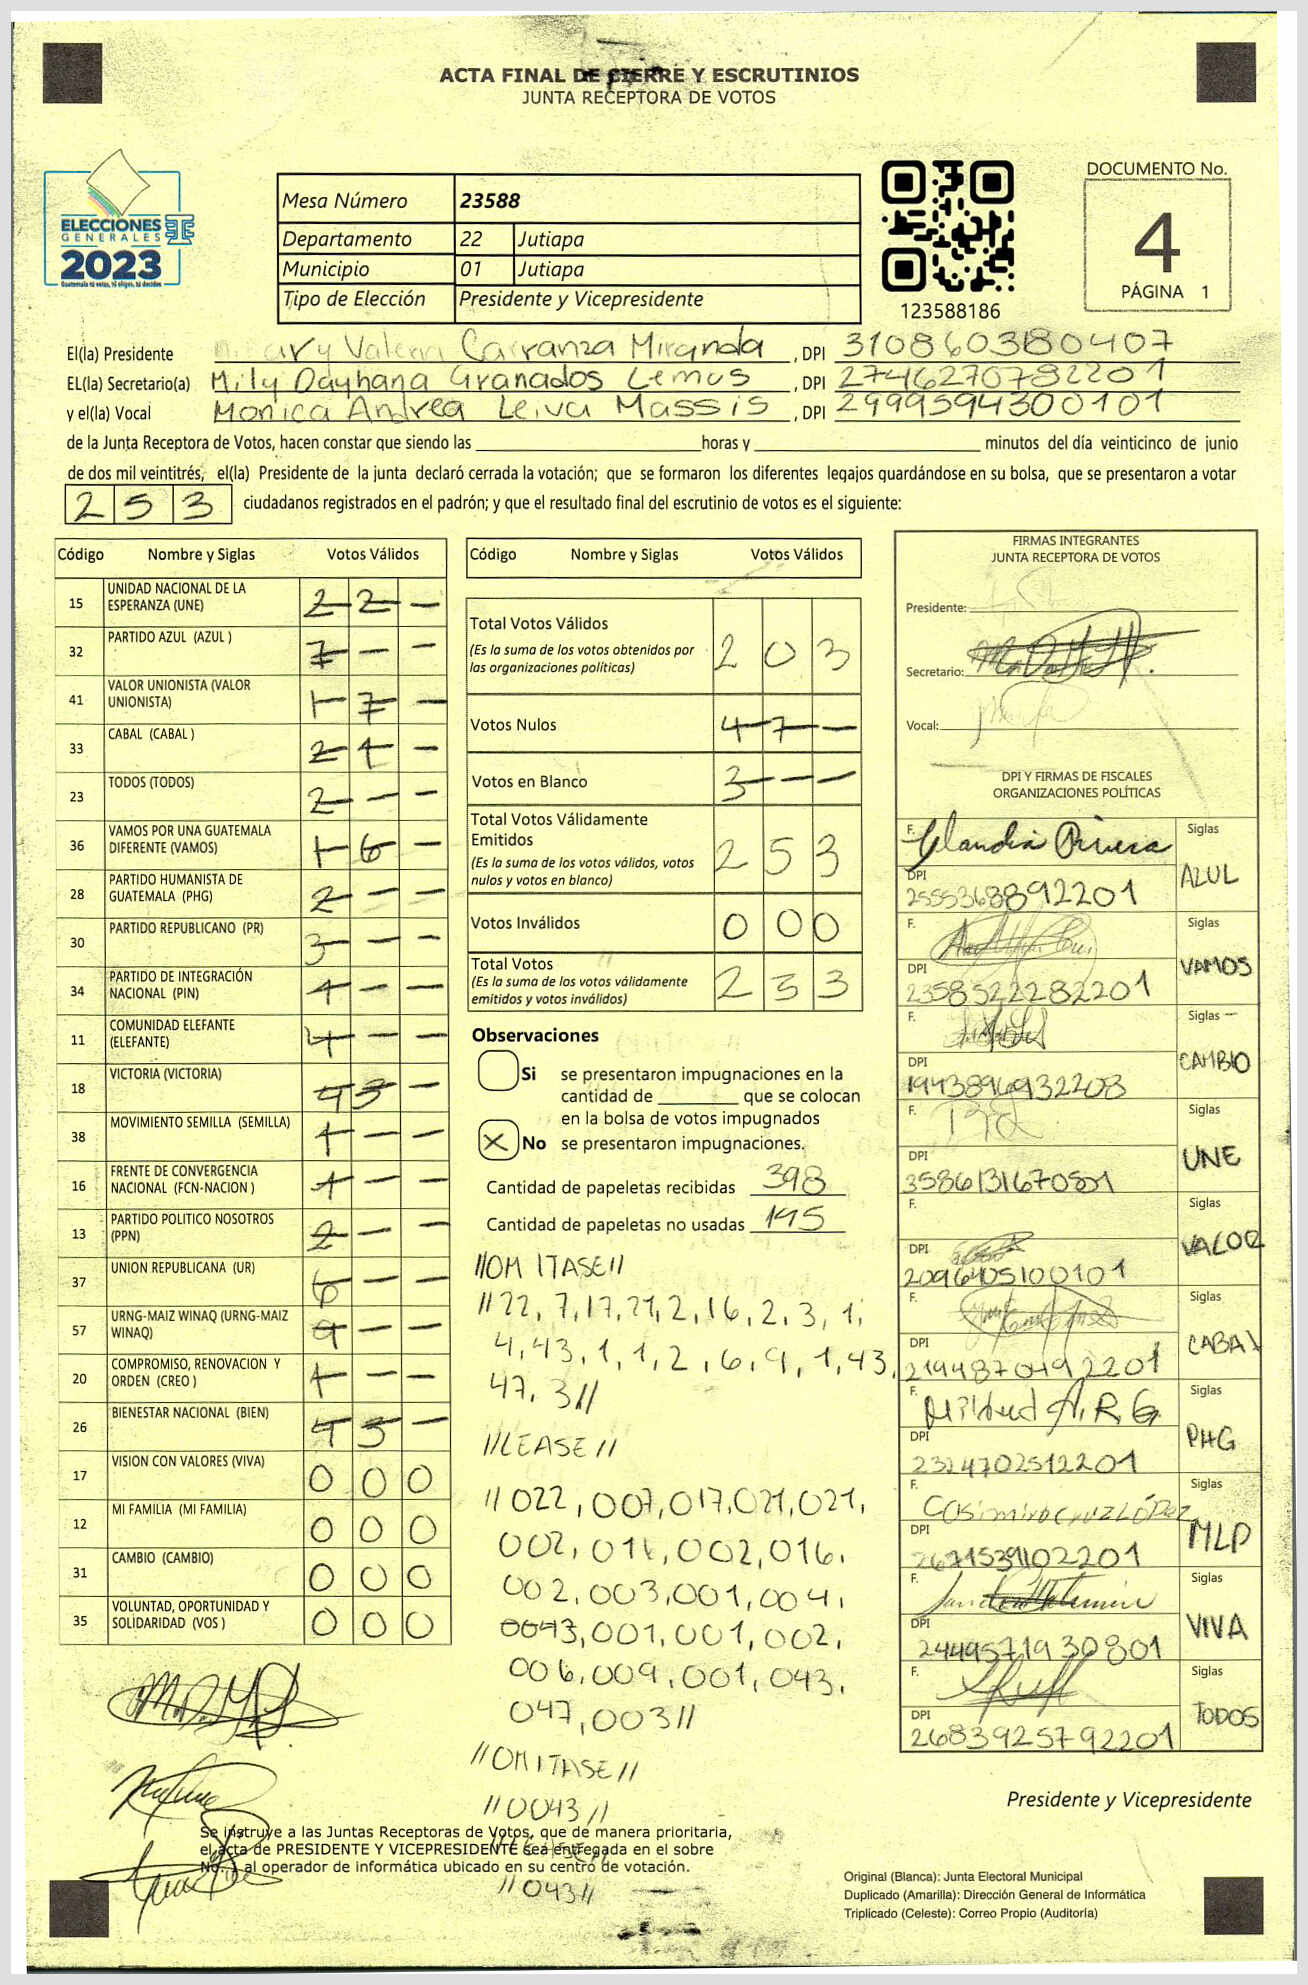 ACTA FINAL DE CIERRE Y ESCRUTINIOS
JUNTA RECEPTORA DE VOTOS
ELECCIONES
GENERALES
2023
Guatemala tú votas, tú eliges, tú decides
Mesa Número 23588
Departamento 22 Jutiapa
Municipio 01 Jutiapa
Tipo de Elección Presidente y Vicepresidente
123588186
DOCUMENTO No.
4
PÁGINA 1
El(la) Presidente Valeria Carranza Miranda , DPI 3108603180407
EL(la) Secretario(a) Mily Dayhana Granados Lemus , DPI 2746270782201
y el(la) Vocal Monica Andrea Leiva Massis , DPI 2999594300101
de la Junta Receptora de Votos, hacen constar que siendo las horas y minutos del día veinticinco de junio
de dos mil veintitrés, el(la) Presidente de la junta declaró cerrada la votación; que se formaron los diferentes legajos guardándose en su bolsa, que se presentaron a votar
253 ciudadanos registrados en el padrón; y que el resultado final del escrutinio de votos es el siguiente:
Código Nombre y Siglas Votos Válidos
15 UNIDAD NACIONAL DE LA ESPERANZA (UNE) 2 2 -
32 PARTIDO AZUL (AZUL ) 7 - -
41 VALOR UNIONISTA (VALOR UNIONISTA) 1 7 -
33 CABAL (CABAL ) 2 1 -
23 TODOS (TODOS) 2 - -
36 VAMOS POR UNA GUATEMALA DIFERENTE (VAMOS) 1 6 -
28 PARTIDO HUMANISTA DE GUATEMALA (PHG) 2 - -
30 PARTIDO REPUBLICANO (PR) 3 - -
34 PARTIDO DE INTEGRACIÓN NACIONAL (PIN) 1 - -
11 COMUNIDAD ELEFANTE (ELEFANTE) 4 - -
18 VICTORIA (VICTORIA) 4 3 -
38 MOVIMIENTO SEMILLA (SEMILLA) 1 - -
16 FRENTE DE CONVERGENCIA NACIONAL (FCN-NACION ) 1 - -
13 PARTIDO POLITICO NOSOTROS (PPN) 2 - -
37 UNION REPUBLICANA (UR) 6 - -
57 URNG-MAIZ WINAQ (URNG-MAIZ WINAQ) 9 - -
20 COMPROMISO, RENOVACION Y ORDEN (CREO ) 1 - -
26 BIENESTAR NACIONAL (BIEN) 4 3 -
17 VISION CON VALORES (VIVA) 0 0 0
12 MI FAMILIA (MI FAMILIA) 0 0 0
31 CAMBIO (CAMBIO) 0 0 0
35 VOLUNTAD, OPORTUNIDAD Y SOLIDARIDAD (VOS ) 0 0 0
Código Nombre y Siglas Votos Válidos
Total Votos Válidos 2 0 3
(Es la suma de los votos obtenidos por
las organizaciones políticas)
Votos Nulos 4 7 -
Votos en Blanco 3 - -
Total Votos Válidamente
Emitidos 2 5 3
(Es la suma de los votos válidos, votos
nulos y votos en blanco)
Votos Inválidos 0 0 0
Total Votos 2 5 3
(Es la suma de los votos válidamente
emitidos y votos inválidos)
Observaciones
Si se presentaron impugnaciones en la
cantidad de que se colocan
en la bolsa de votos impugnados
X No se presentaron impugnaciones.
Cantidad de papeletas recibidas 398
Cantidad de papeletas no usadas 145
//OMITASE//
//22, 7, 17, 21, 2, 16, 2, 3, 1,
4, 43, 1, 1, 2, 6, 9, 1, 43,
47, 3//
//LEASE//
//022, 007, 017, 021, 021,
002, 016, 002, 016,
002, 003, 001, 004,
0043, 001, 001, 002,
006, 009, 001, 043,
047, 003//
//OMITASE//
//0043//
//LEASE//
//043//
FIRMAS INTEGRANTES
JUNTA RECEPTORA DE VOTOS
Presidente:
Secretario:
Vocal:
DPI Y FIRMAS DE FISCALES
ORGANIZACIONES POLÍTICAS
F. Claudia Rivera Siglas
DPI 2555368892201 AZUL
F. Siglas
DPI 2358522282201 VAMOS
F. Siglas
DPI 1943896932208 CAMBIO
F. Siglas
DPI 3586131670801 UNE
F. Siglas
DPI 2096405100101 VALOR
F. Siglas
DPI 2194870492201 CABAL
F. Mildred A. R. G. Siglas
DPI 2324702512201 PHG
F. Casimiro Cruz López Siglas
DPI 2671539102201 MLP
F. Siglas
DPI 2449571930801 VIVA
F. Siglas
DPI 2683925792201 TODOS
Presidente y Vicepresidente
Se instruye a las Juntas Receptoras de Votos, que de manera prioritaria,
el acta de PRESIDENTE Y VICEPRESIDENTE sea entregada en el sobre
No. 1 al operador de informática ubicado en su centro de votación.
Original (Blanca): Junta Electoral Municipal
Duplicado (Amarilla): Dirección General de Informática
Triplicado (Celeste): Correo Propio (Auditoría)